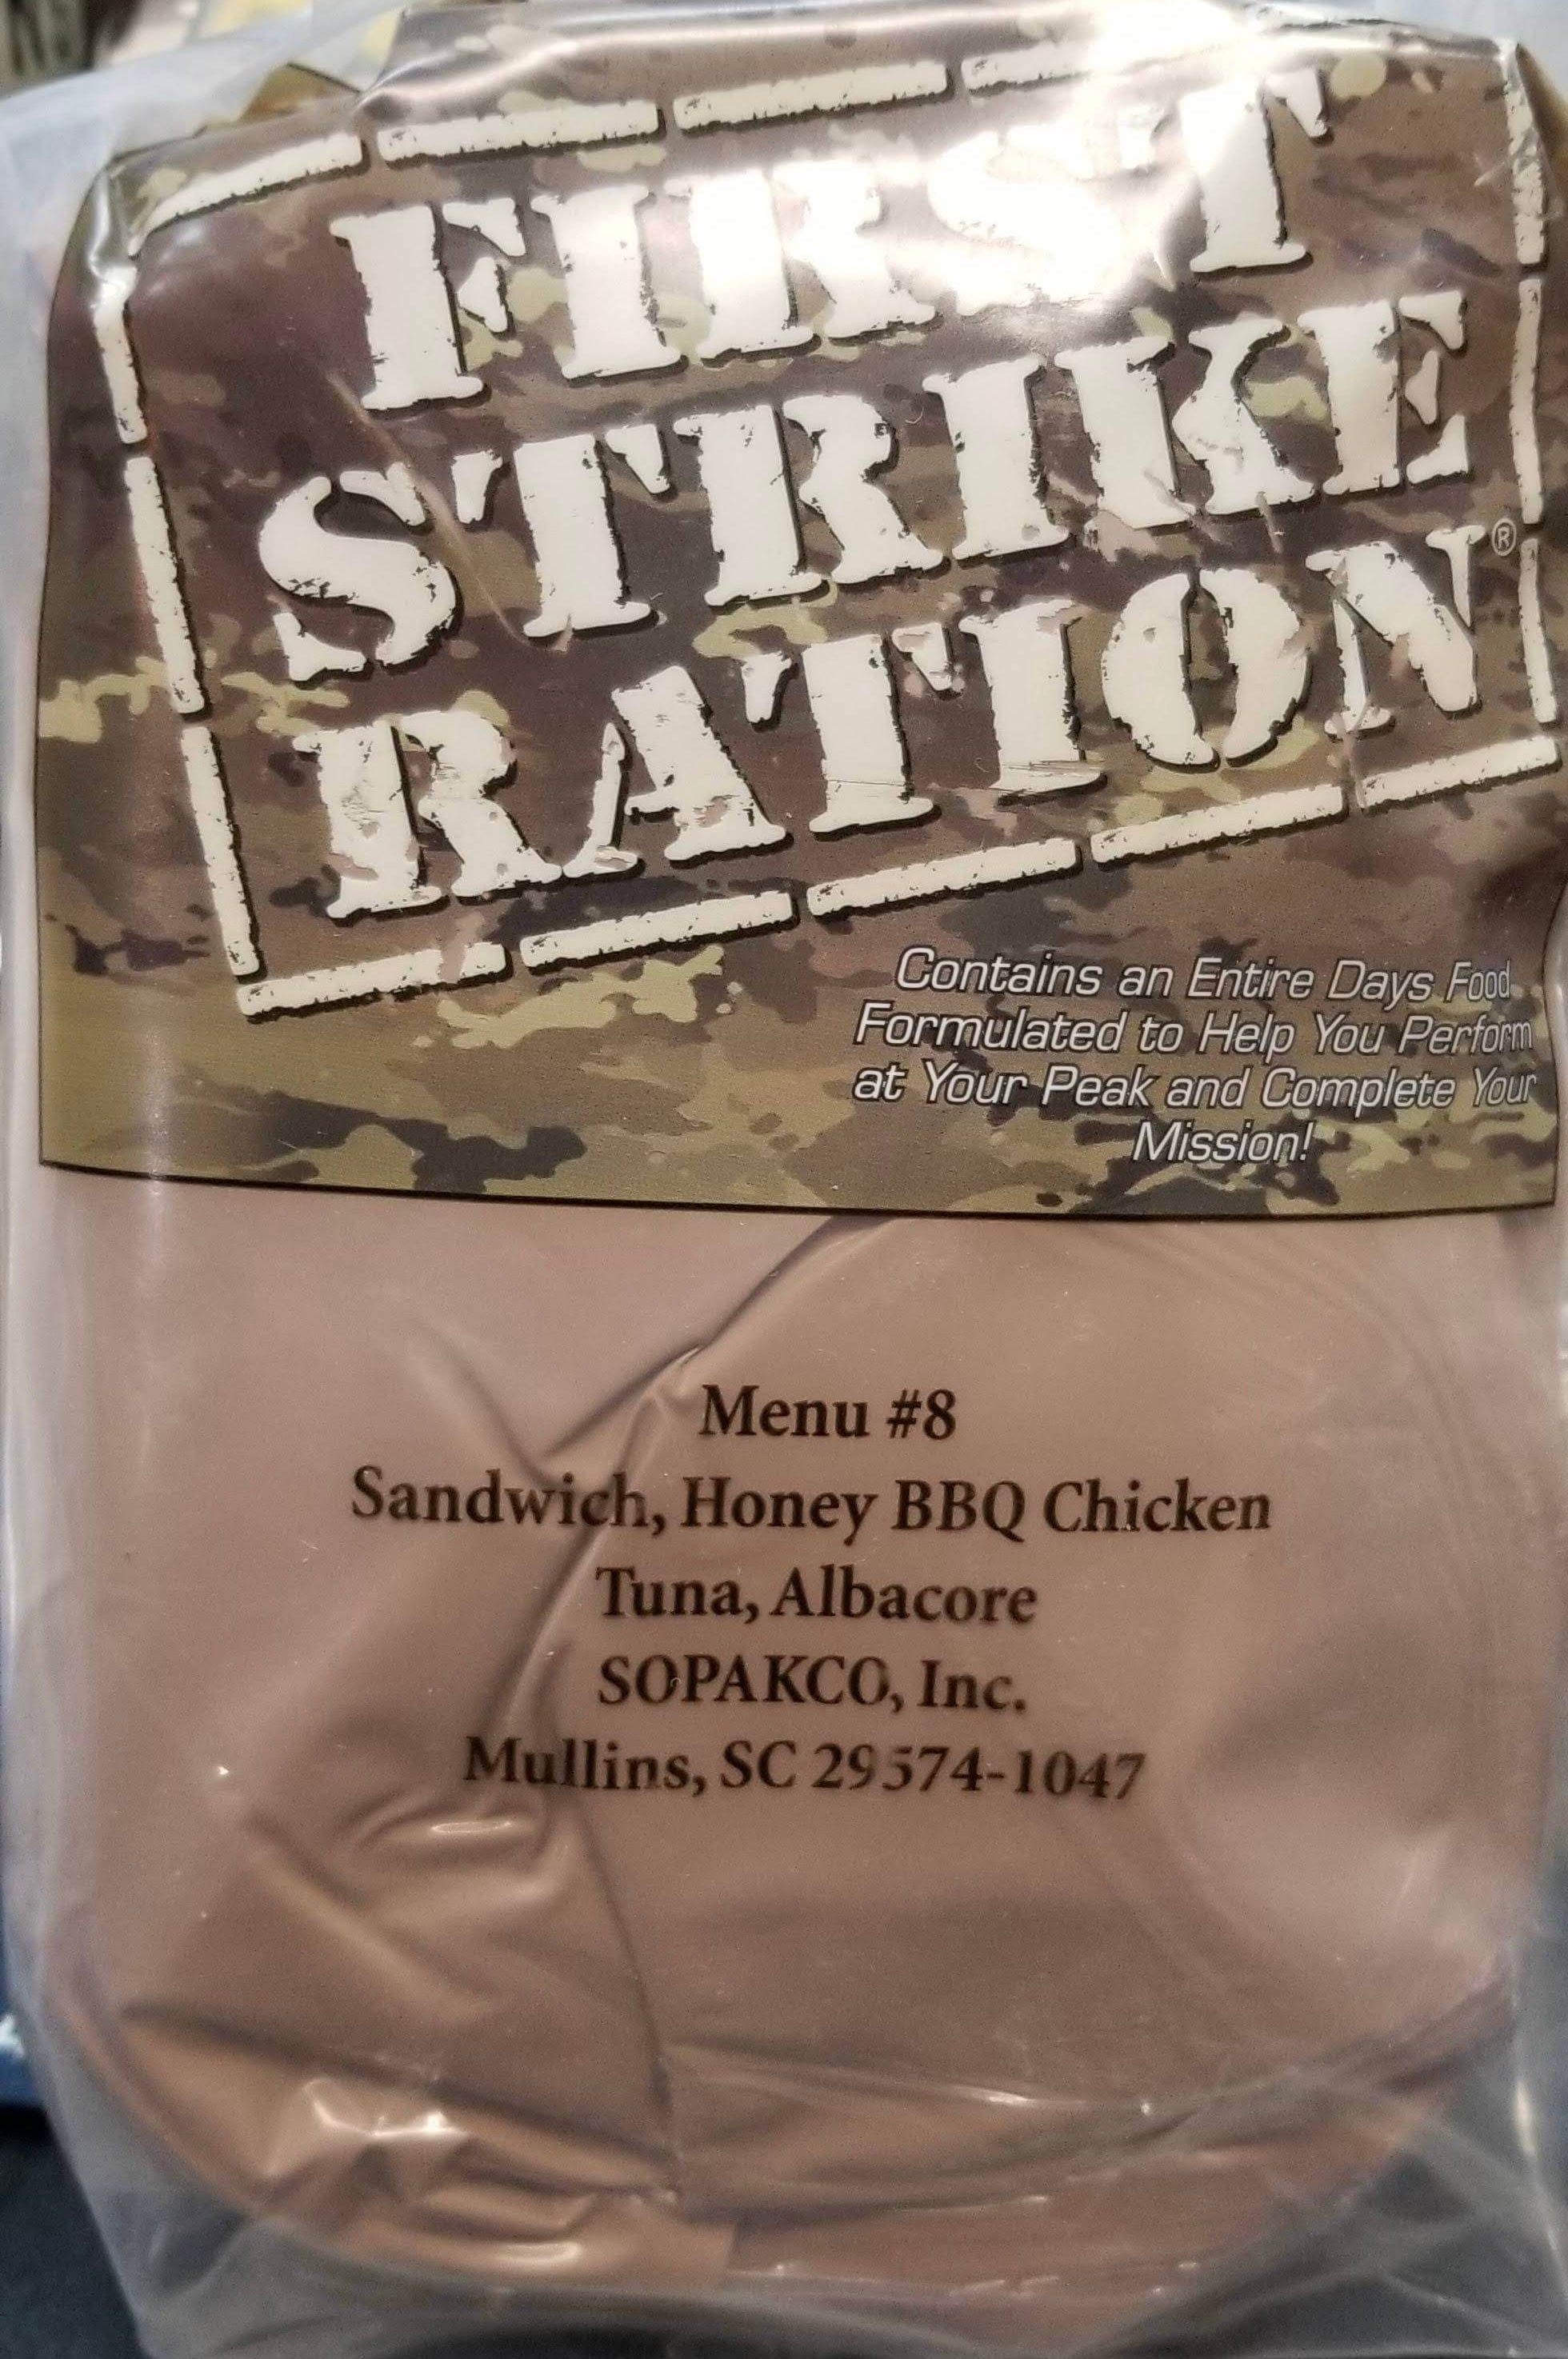 FIRST
STRIKE
RATION®
Contains an Entire Days Food
Formulated to Help You Perform
at Your Peak and Complete Your
Mission!
Menu #8
Sandwich, Honey BBQ Chicken
Tuna, Albacore
SOPAKCO, Inc.
Mullins, SC 29574-1047